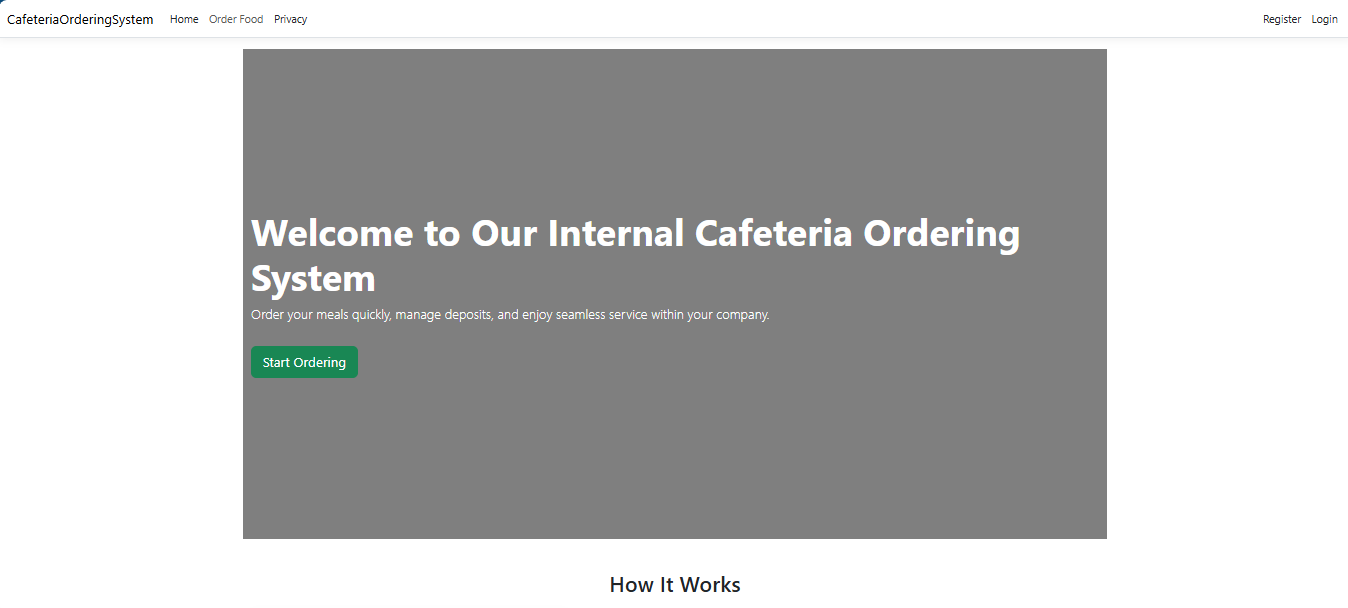 CafeteriaOrderingSystem Home Order Food Privacy Register Login
Welcome to Our Internal Cafeteria Ordering
System
Order your meals quickly, manage deposits, and enjoy seamless service within your company.
Start Ordering
How It Works